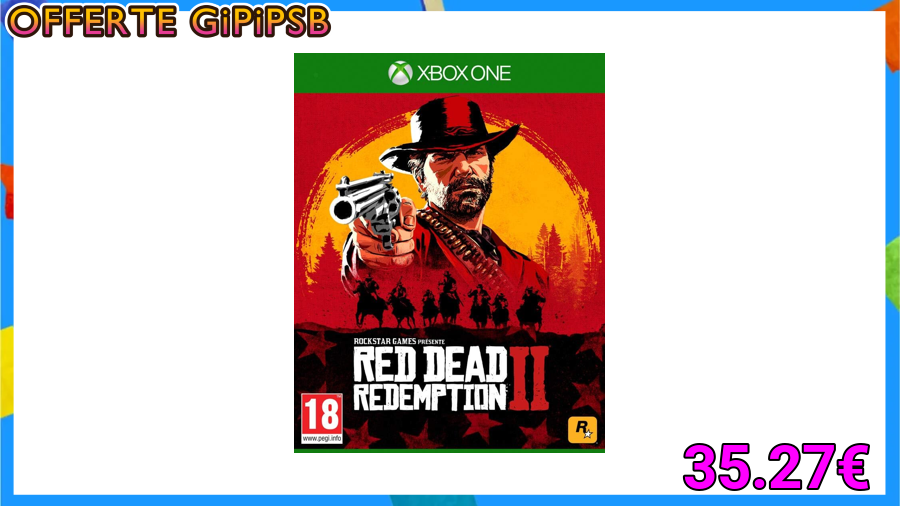 OFFERTE GiPiPSB
XBOX ONE
ROCKSTAR GAMES PRÉSENTE
RED DEAD
REDEMPTION II
18
www.pegi.info
R
35.27€